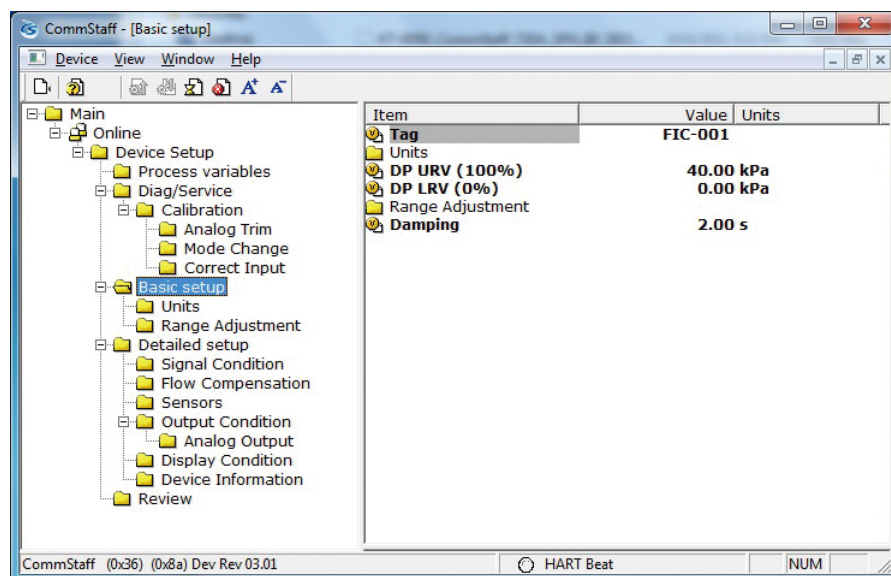 CommStaff - [Basic setup]
Device View Window Help
Main
Online
Device Setup
Process variables
Diag/Service
Calibration
Analog Trim
Mode Change
Correct Input
Basic setup
Units
Range Adjustment
Detailed setup
Signal Condition
Flow Compensation
Sensors
Output Condition
Analog Output
Display Condition
Device Information
Review
Item Value Units
Tag FIC-001
Units
DP URV (100%) 40.00 kPa
DP LRV (0%) 0.00 kPa
Range Adjustment
Damping 2.00 s
CommStaff (0x36) (0x8a) Dev Rev 03.01 HART Beat NUM